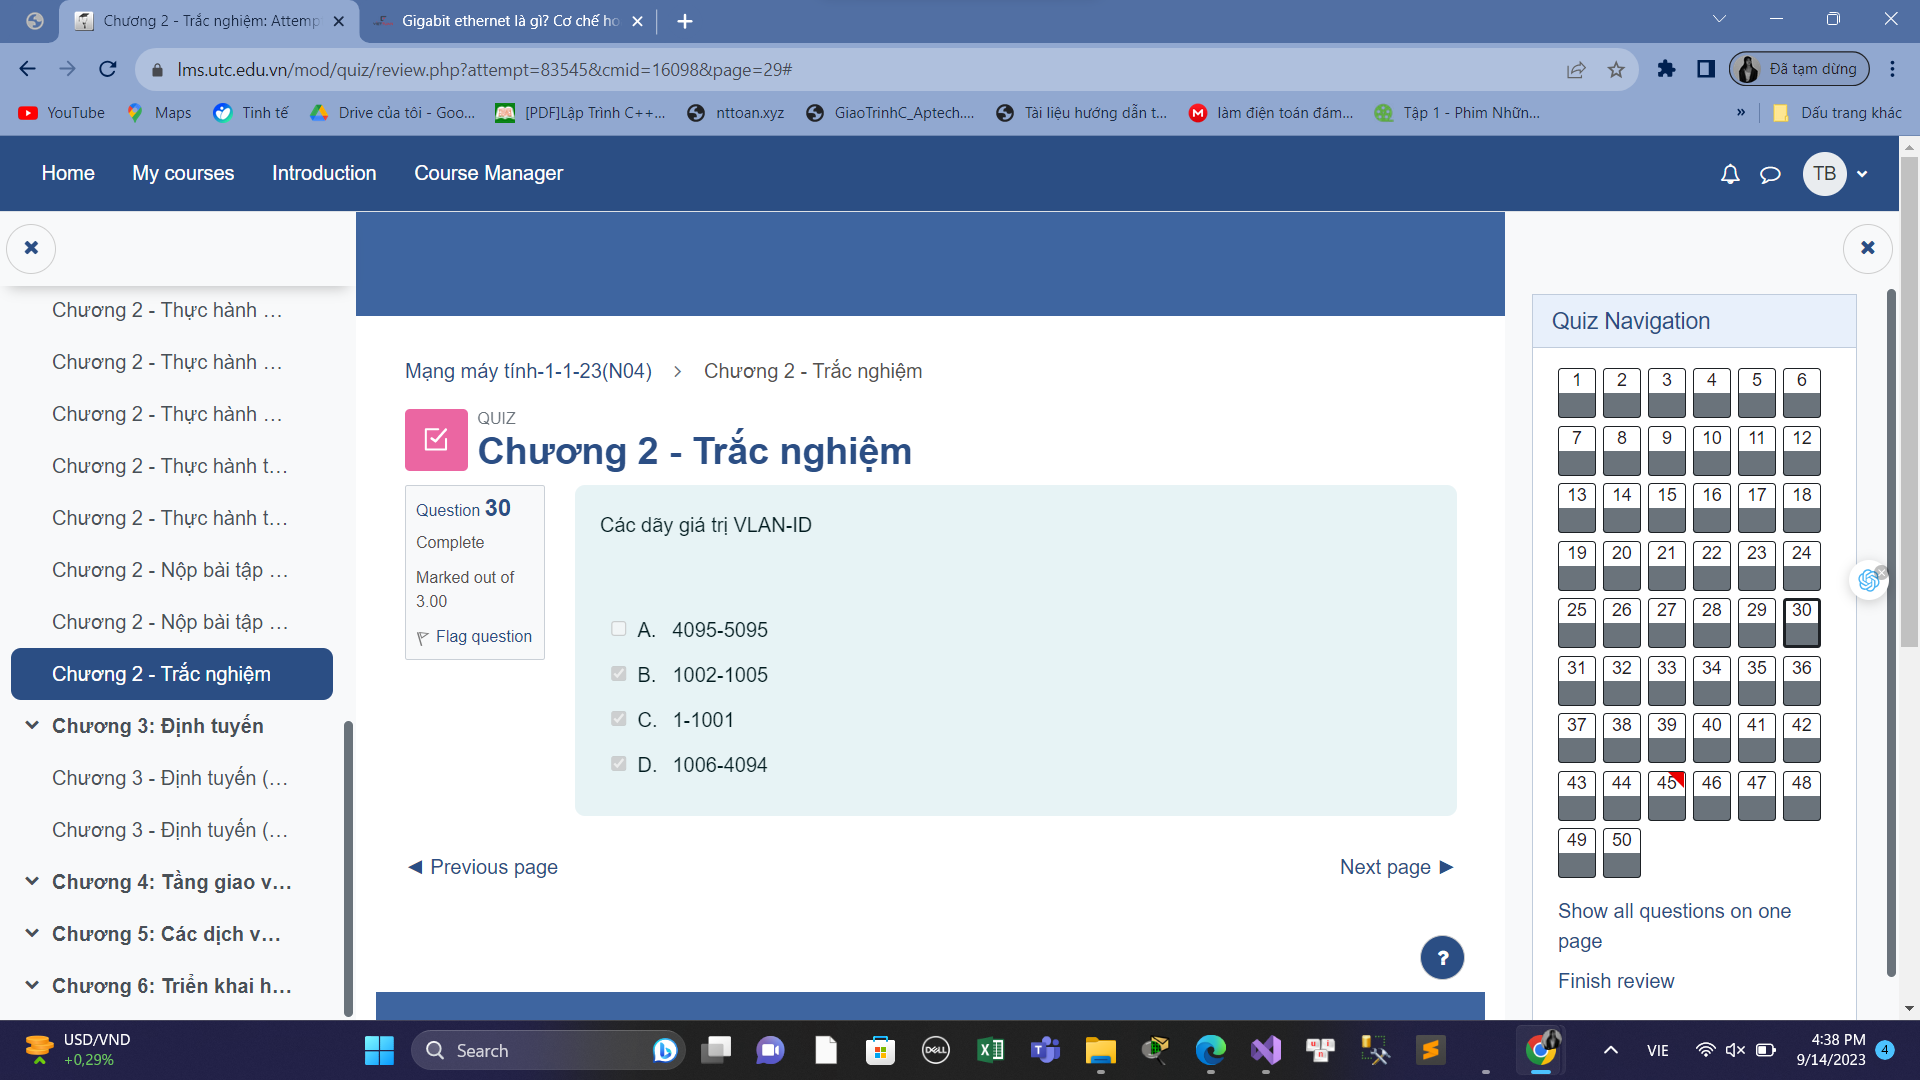 Chương 2 - Trắc nghiệm: Attemp
Gigabit ethernet là gì? Cơ chế ho
lms.utc.edu.vn/mod/quiz/review.php?attempt=83545&cmid=16098&page=29#
Đã tạm dừng
YouTube
Maps
Tinh tế
Drive của tôi - Goo...
[PDF]Lập Trình C++...
nttoan.xyz
GiaoTrinhC_Aptech....
Tài liệu hướng dẫn t...
làm điện toán đám...
Tập 1 - Phim Nhữn...
»
Dấu trang khác
Home
My courses
Introduction
Course Manager
TB
Chương 2 - Thực hành ...
Chương 2 - Thực hành ...
Chương 2 - Thực hành ...
Chương 2 - Thực hành t...
Chương 2 - Thực hành t...
Chương 2 - Nộp bài tập ...
Chương 2 - Nộp bài tập ...
Chương 2 - Trắc nghiệm
Chương 3: Định tuyến
Chương 3 - Định tuyến (...
Chương 3 - Định tuyến (...
Chương 4: Tầng giao v...
Chương 5: Các dịch v...
Chương 6: Triển khai h...
Mạng máy tính-1-1-23(N04) > Chương 2 - Trắc nghiệm
QUIZ
Chương 2 - Trắc nghiệm
Question 30
Complete
Marked out of
3.00
Flag question
Các dãy giá trị VLAN-ID
A. 4095-5095
B. 1002-1005
C. 1-1001
D. 1006-4094
◄ Previous page
Next page ►
?
Quiz Navigation
1 2 3 4 5 6
7 8 9 10 11 12
13 14 15 16 17 18
19 20 21 22 23 24
25 26 27 28 29 30
31 32 33 34 35 36
37 38 39 40 41 42
43 44 45 46 47 48
49 50
Show all questions on one
page
Finish review
USD/VND
+0,29%
Search
DELL
VIE
4:38 PM
9/14/2023
4